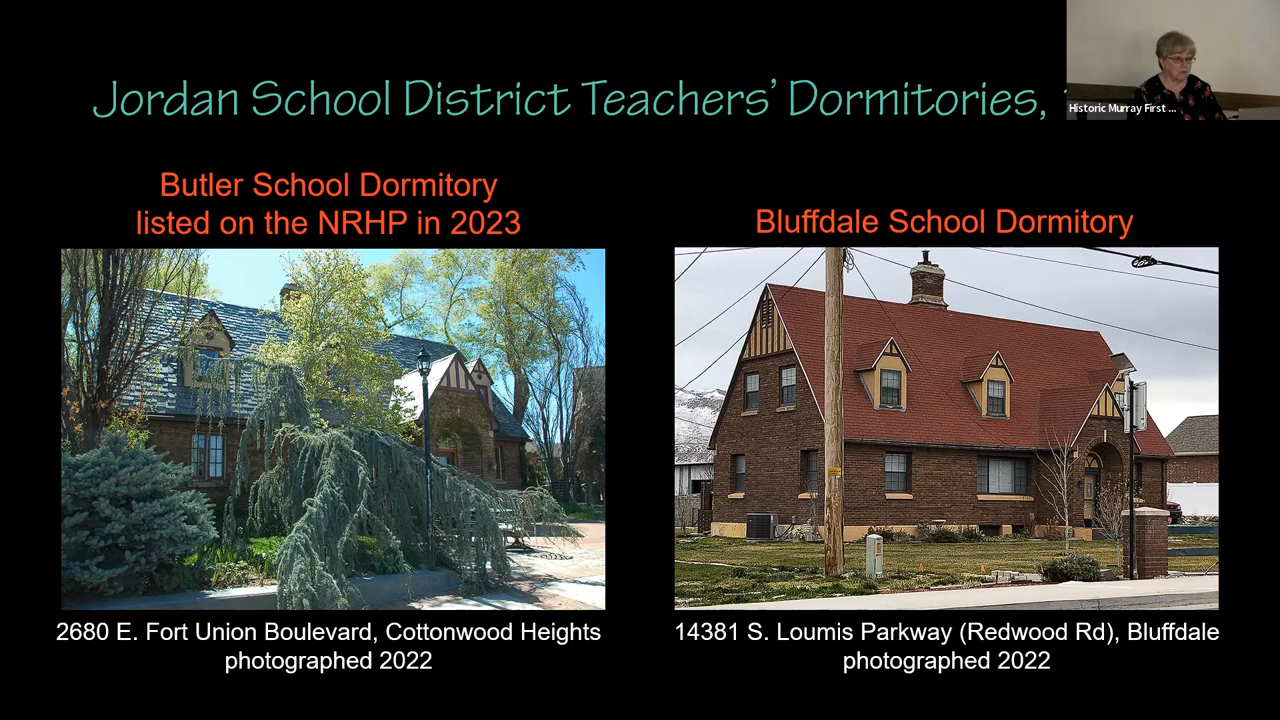 Jordan School District Teachers' Dormitories,
Historic Murray First ...
Butler School Dormitory
listed on the NRHP in 2023
Bluffdale School Dormitory
2680 E. Fort Union Boulevard, Cottonwood Heights
photographed 2022
14381 S. Loumis Parkway (Redwood Rd), Bluffdale
photographed 2022